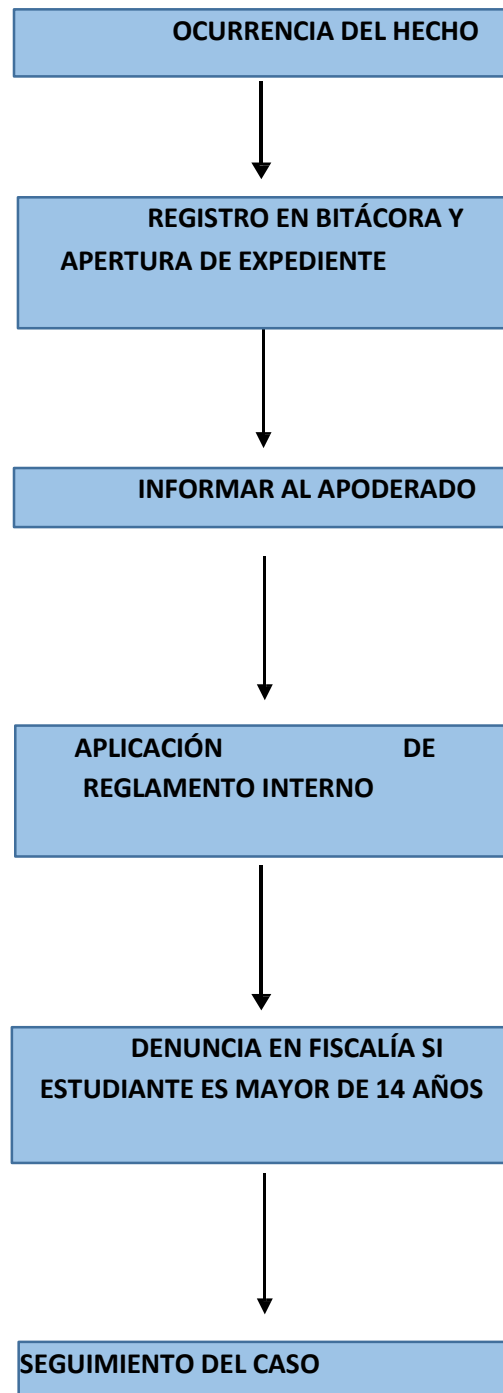 OCURRENCIA DEL HECHO
REGISTRO EN BITÁCORA Y
APERTURA DE EXPEDIENTE
INFORMAR AL APODERADO
APLICACIÓN DE
REGLAMENTO INTERNO
DENUNCIA EN FISCALÍA SI
ESTUDIANTE ES MAYOR DE 14 AÑOS
SEGUIMIENTO DEL CASO